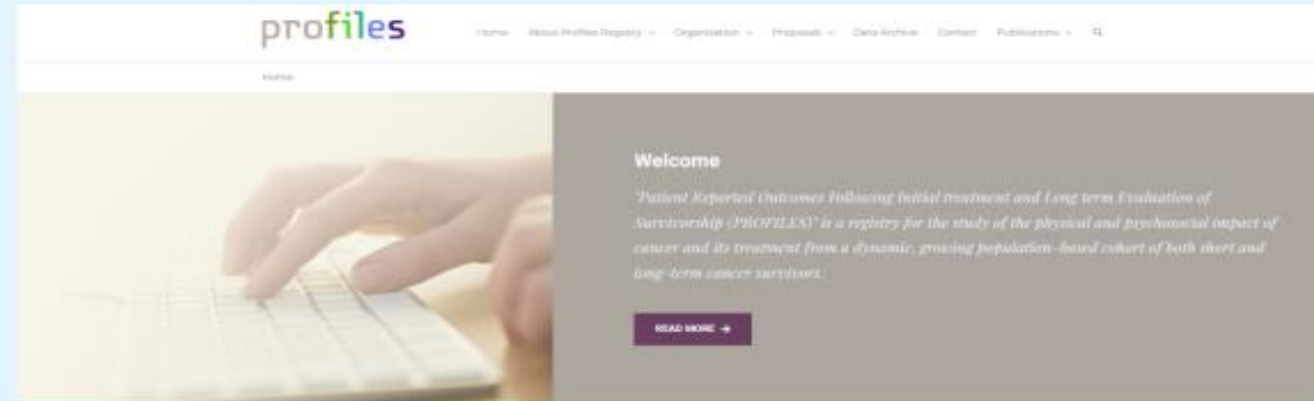 profiles
Home About Profiles Registry Organisation Proposals Data Archive Contact Publications
Home
Welcome
"Patient Reported Outcomes Following Initial treatment and Long term Evaluation of
Survivorship (PROFILES)" is a registry for the study of the physical and psychosocial impact of
cancer and its treatment from a dynamic, growing population-based cohort of both short and
long-term cancer survivors.
READ MORE →